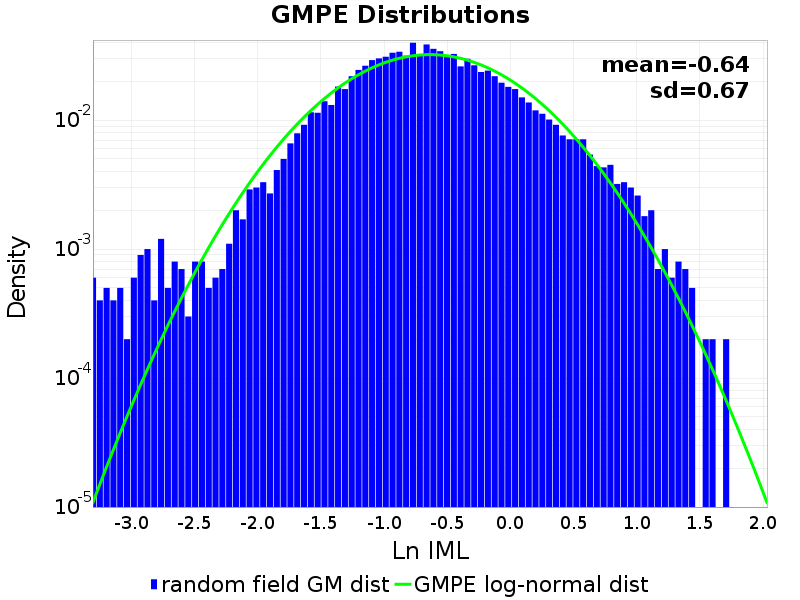 GMPE Distributions
mean=-0.64
sd=0.67
Density
10-2
10-3
10-4
10-5
-3.0 -2.5 -2.0 -1.5 -1.0 -0.5 0.0 0.5 1.0 1.5 2.0
Ln IML
random field GM dist GMPE log-normal dist